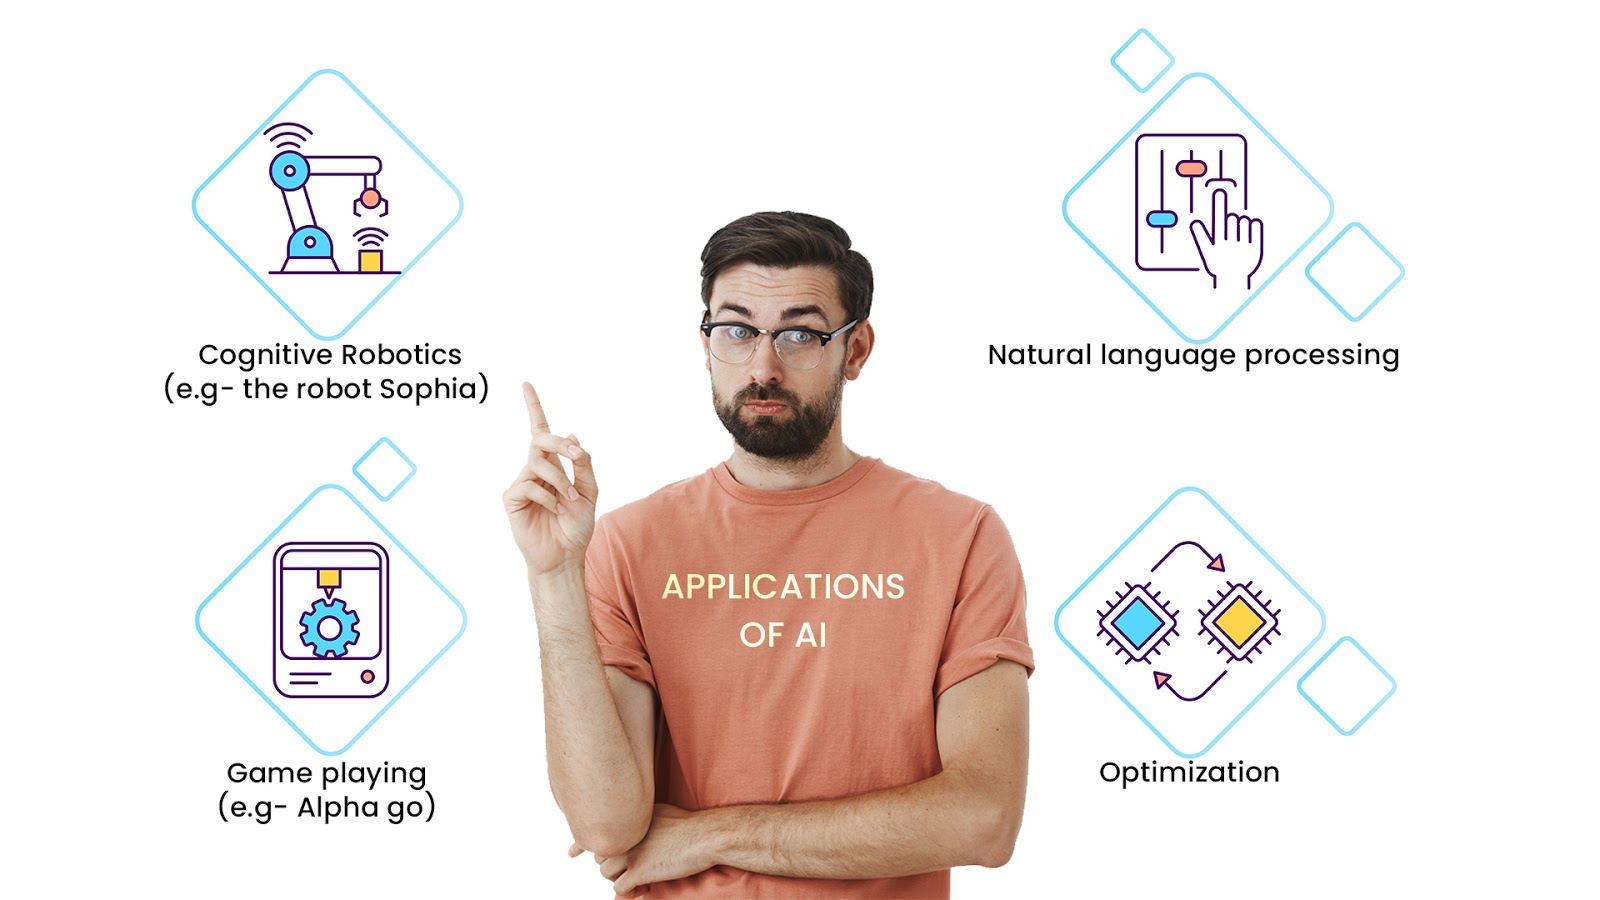 Cognitive Robotics
(e.g- the robot Sophia)
Natural language processing
APPLICATIONS
OF AI
Game playing
(e.g- Alpha go)
Optimization